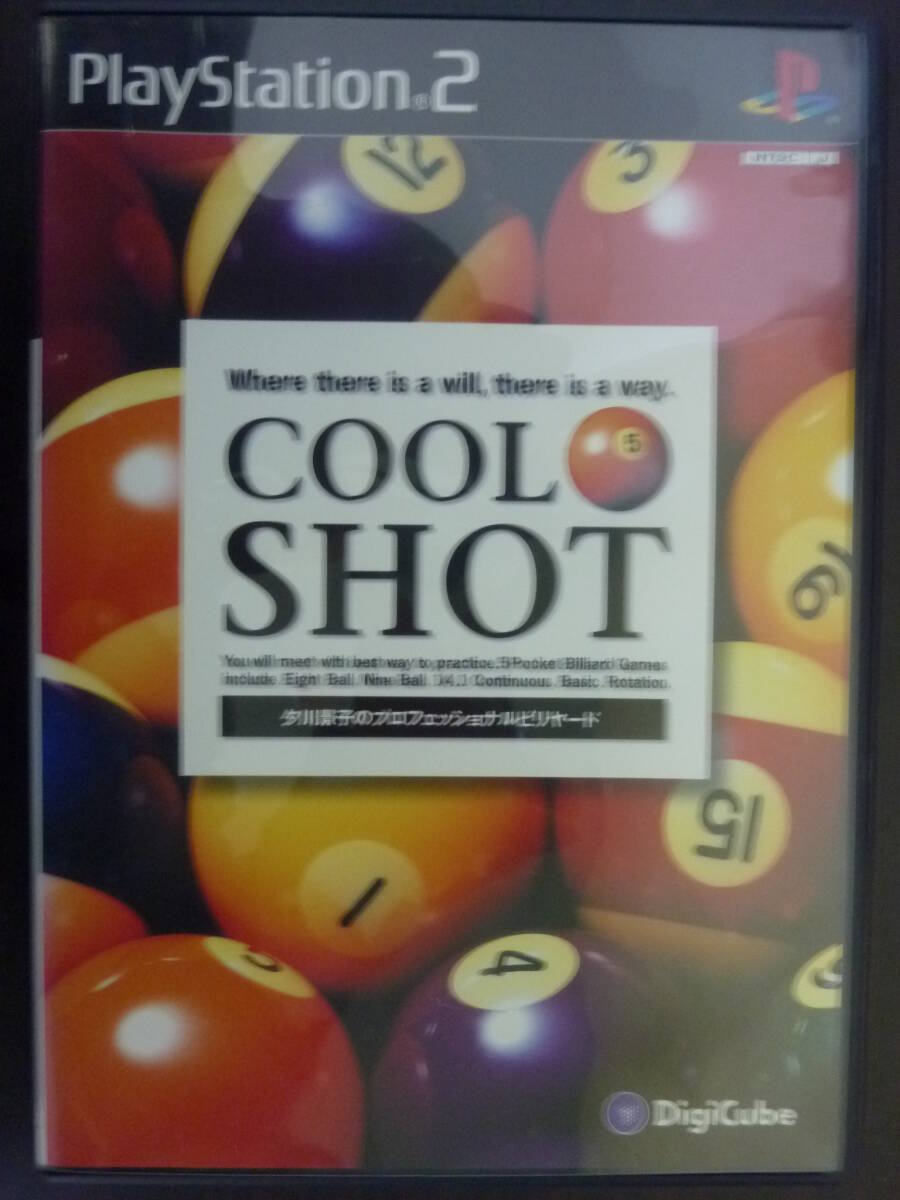 PlayStation®2
NTSC J
12
3
Where there is a will, there is a way.
COOL
5
SHOT
You will meet with best way to practice.5Pocket Billiard Games
include Eight Ball. Nine Ball. 14.1 Continuous. Basic. Rotation.
夕川景子のプロフェッショナルビリヤード
9
15
1
4
DigiCube